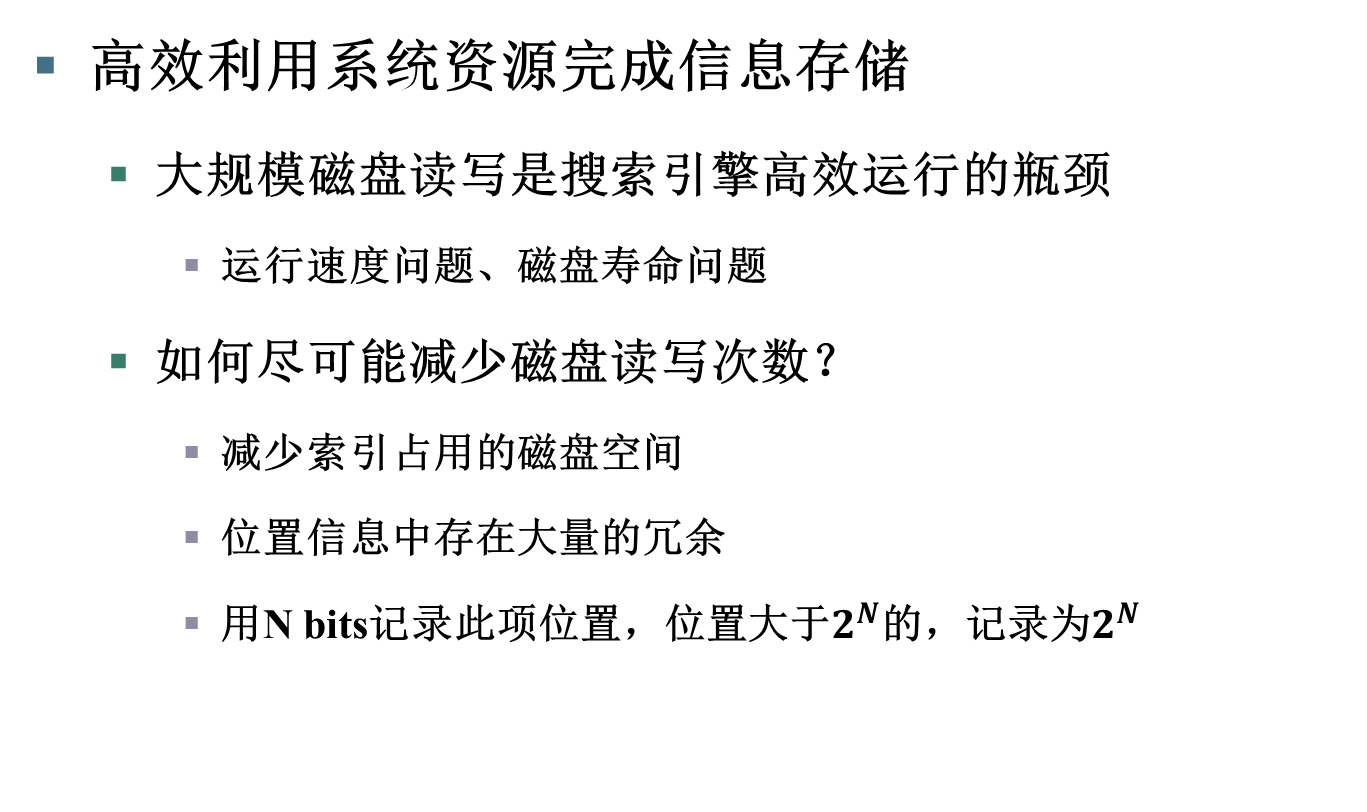 高效利用系统资源完成信息存储
大规模磁盘读写是搜索引擎高效运行的瓶颈
运行速度问题、磁盘寿命问题
如何尽可能减少磁盘读写次数？
减少索引占用的磁盘空间
位置信息中存在大量的冗余
用N bits记录此项位置，位置大于2^N的，记录为2^N